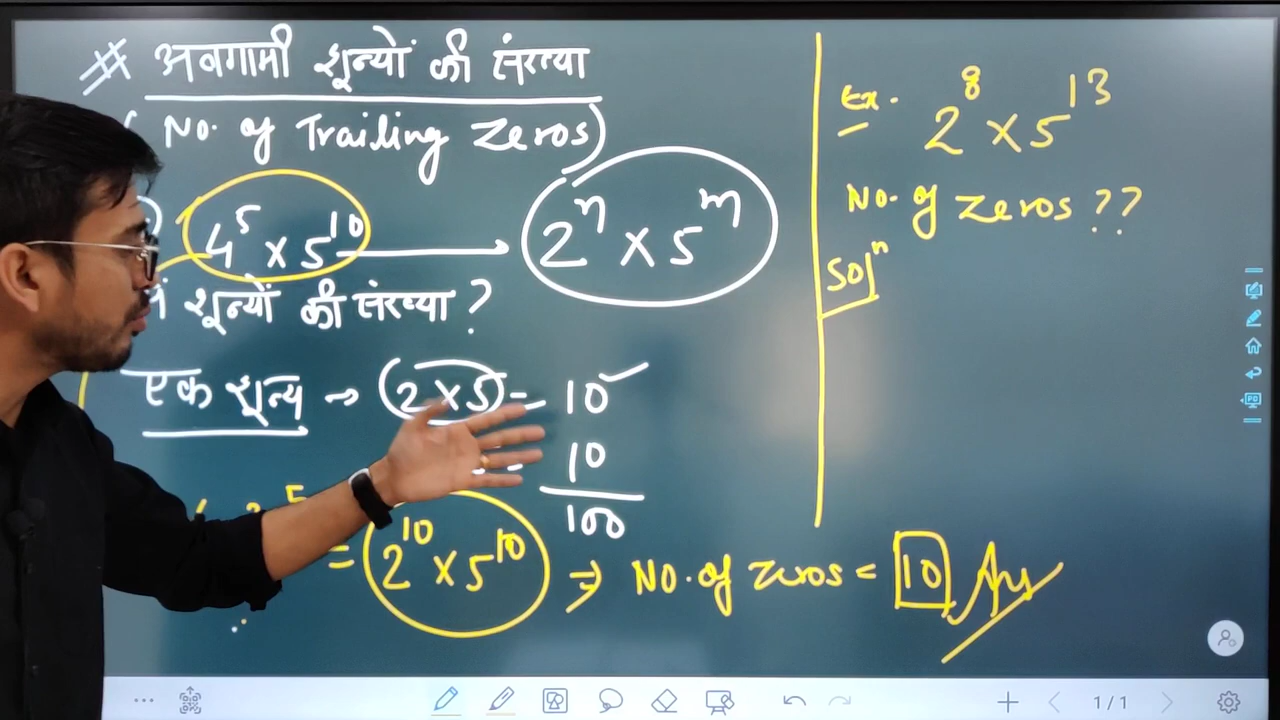 # अवगामी शून्यों की संख्या
( No. of Trailing Zeros)
4⁵ × 5¹⁰ → 2ⁿ × 5ᵐ
में शून्यों की संख्या ?
एक शून्य → (2 × 5) = 10 ✓
10
100
= 2¹⁰ × 5¹⁰ ⇒ No. of zeros = 10 Ans
Ex. 2⁸ × 5¹³
No. of zeros ??
Solⁿ
1/1